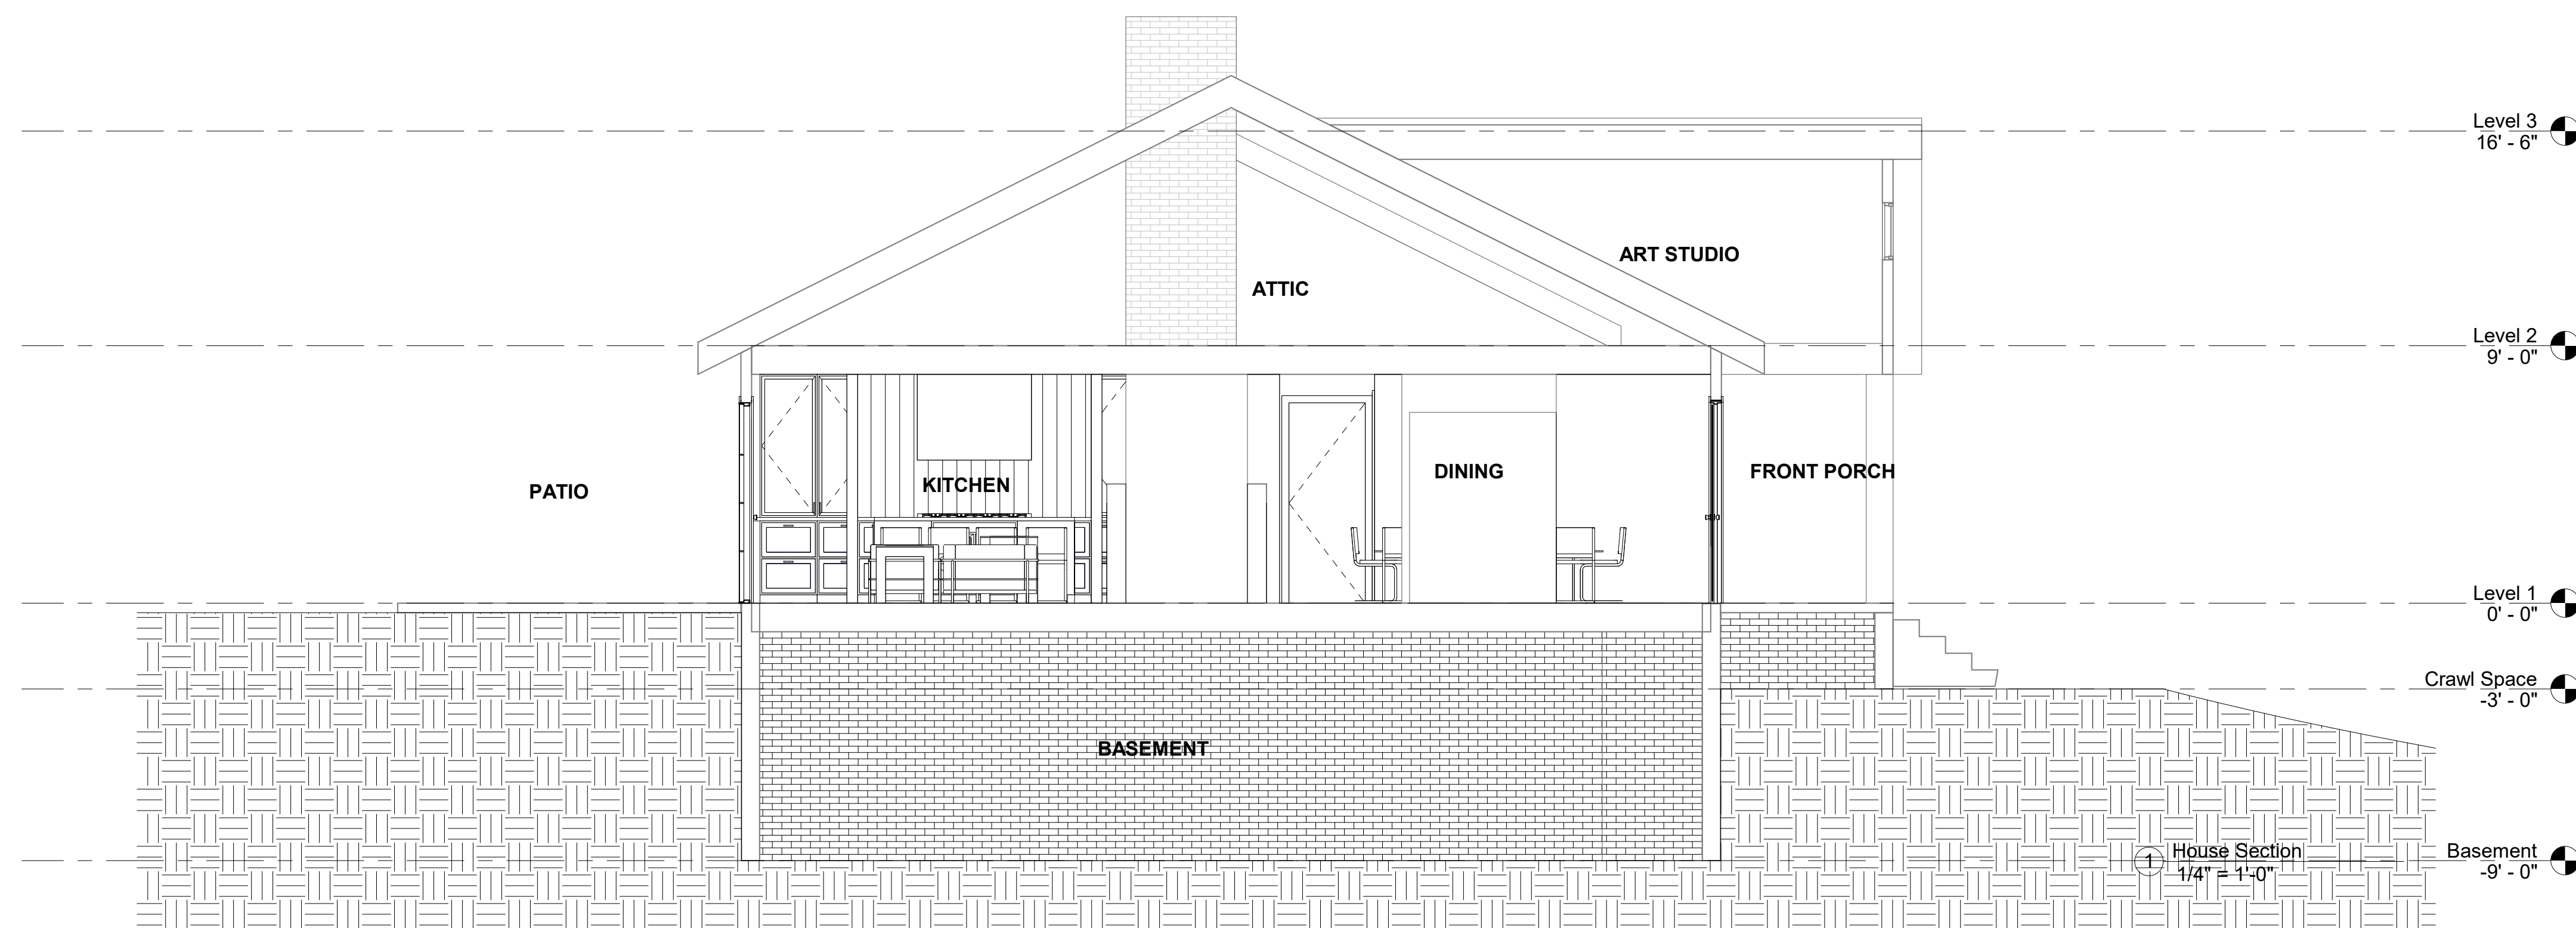 Level 3
16' - 6"
ART STUDIO
ATTIC
Level 2
9' - 0"
DINING
FRONT PORCH
KITCHEN
PATIO
Level 1
0' - 0"
Crawl Space
-3' - 0"
BASEMENT
1
House Section
1/4" = 1'-0"
Basement
-9' - 0"